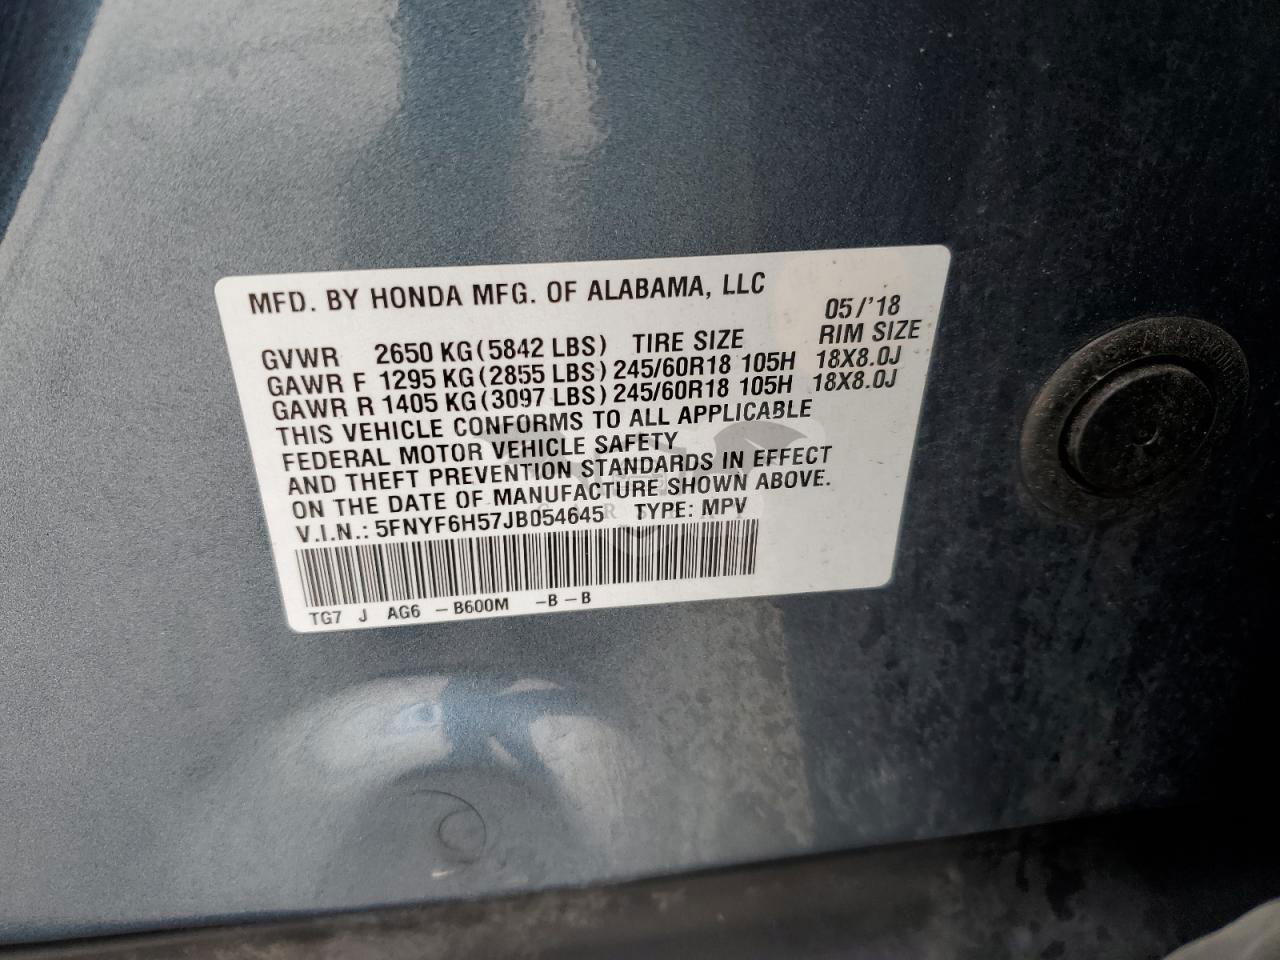 MFD. BY HONDA MFG. OF ALABAMA, LLC
05/'18
GVWR 2650 KG(5842 LBS) TIRE SIZE RIM SIZE
GAWR F 1295 KG(2855 LBS) 245/60R18 105H 18X8.0J
GAWR R 1405 KG(3097 LBS) 245/60R18 105H 18X8.0J
THIS VEHICLE CONFORMS TO ALL APPLICABLE
FEDERAL MOTOR VEHICLE SAFETY
AND THEFT PREVENTION STANDARDS IN EFFECT
ON THE DATE OF MANUFACTURE SHOWN ABOVE.
V.I.N.: 5FNYF6H57JB054645 TYPE: MPV
TG7 J AG6 -B600M -B-B